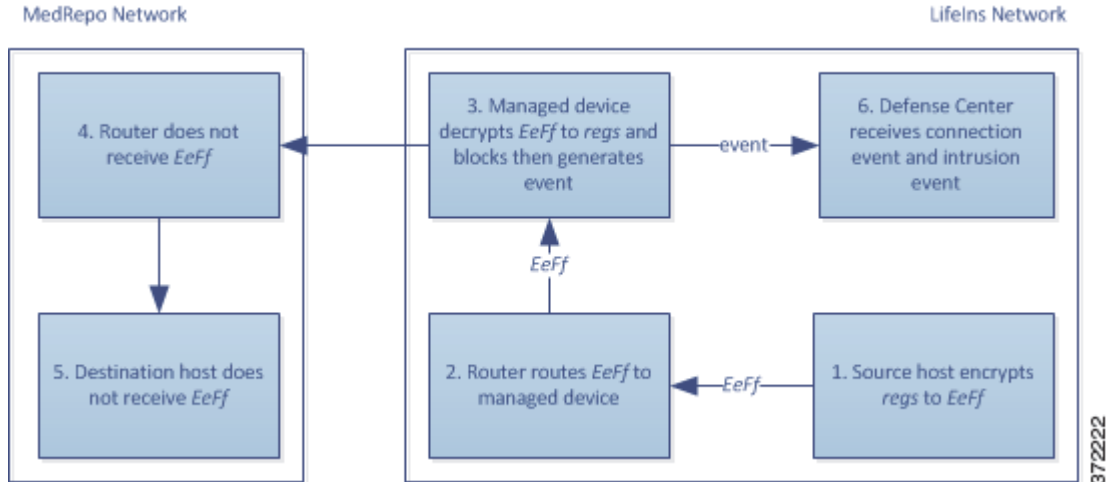 MedRepo Network
LifeIns Network
4. Router does not
receive EeFf
3. Managed device
decrypts EeFf to regs and
blocks then generates
event
event
6. Defense Center
receives connection
event and intrusion
event
EeFf
5. Destination host does
not receive EeFf
2. Router routes EeFf to
managed device
EeFf
1. Source host encrypts
regs to EeFf
372222